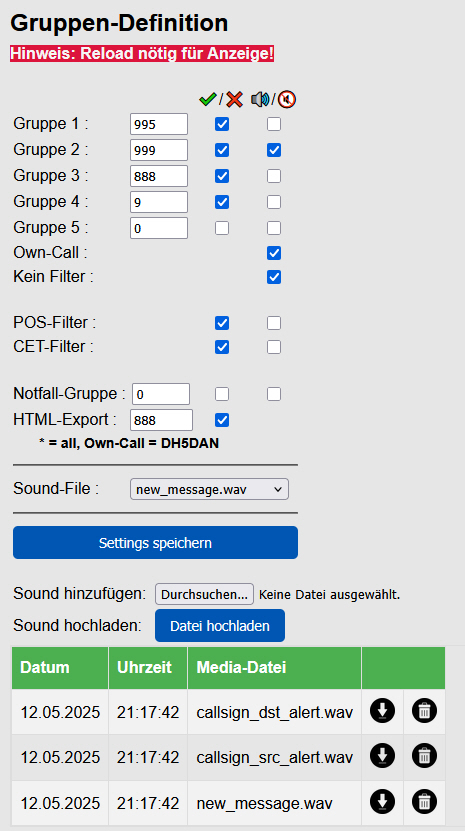 Gruppen-Definition
Hinweis: Reload nötig für Anzeige!
/ /
Gruppe 1 : 995
Gruppe 2 : 999
Gruppe 3 : 888
Gruppe 4 : 9
Gruppe 5 : 0
Own-Call :
Kein Filter :
POS-Filter :
CET-Filter :
Notfall-Gruppe : 0
HTML-Export : 888
* = all, Own-Call = DH5DAN
Sound-File : new_message.wav
Settings speichern
Sound hinzufügen: Durchsuchen... Keine Datei ausgewählt.
Sound hochladen: Datei hochladen
Datum Uhrzeit Media-Datei
12.05.2025 21:17:42 callsign_dst_alert.wav
12.05.2025 21:17:42 callsign_src_alert.wav
12.05.2025 21:17:42 new_message.wav